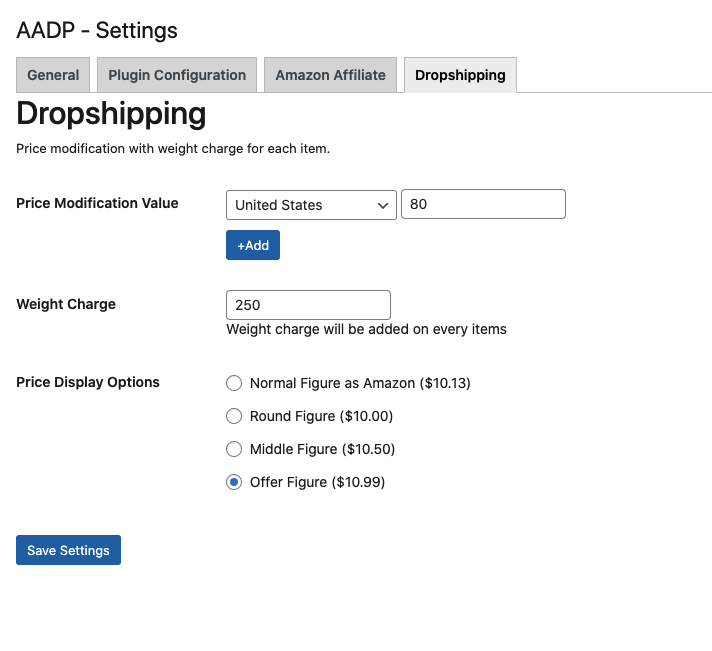 AADP - Settings
General Plugin Configuration Amazon Affiliate Dropshipping
Dropshipping
Price modification with weight charge for each item.
Price Modification Value United States 80
+Add
Weight Charge 250
Weight charge will be added on every items
Price Display Options Normal Figure as Amazon ($10.13)
Round Figure ($10.00)
Middle Figure ($10.50)
Offer Figure ($10.99)
Save Settings